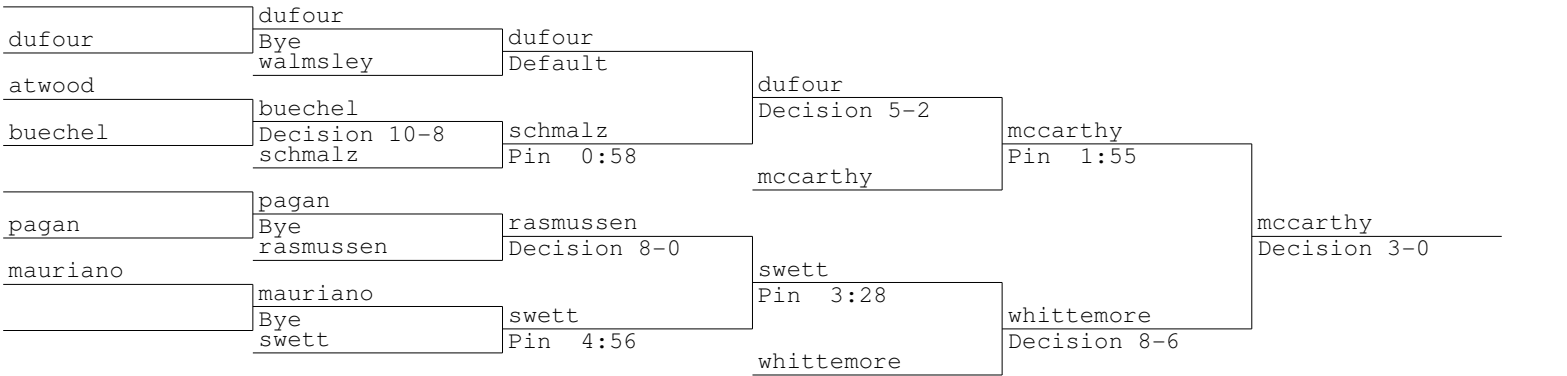 dufour
dufour
Bye
walmsley
dufour
Default
atwood
buechel
buechel
Decision 10-8
schmalz
schmalz
Pin 0:58
dufour
Decision 5-2
mccarthy
mccarthy
Pin 1:55
pagan
pagan
Bye
rasmussen
rasmussen
Decision 8-0
mauriano
mauriano
Bye
swett
swett
Pin 4:56
swett
Pin 3:28
whittemore
whittemore
Decision 8-6
mccarthy
Decision 3-0